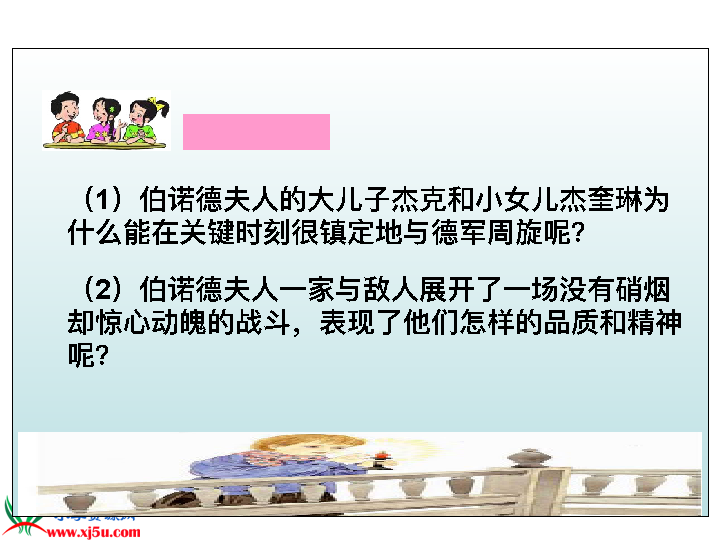 （1）伯诺德夫人的大儿子杰克和小女儿杰奎琳为
什么能在关键时刻很镇定地与德军周旋呢？
（2）伯诺德夫人一家与敌人展开了一场没有硝烟
却惊心动魄的战斗，表现了他们怎样的品质和精神
呢？
www.xj5u.com